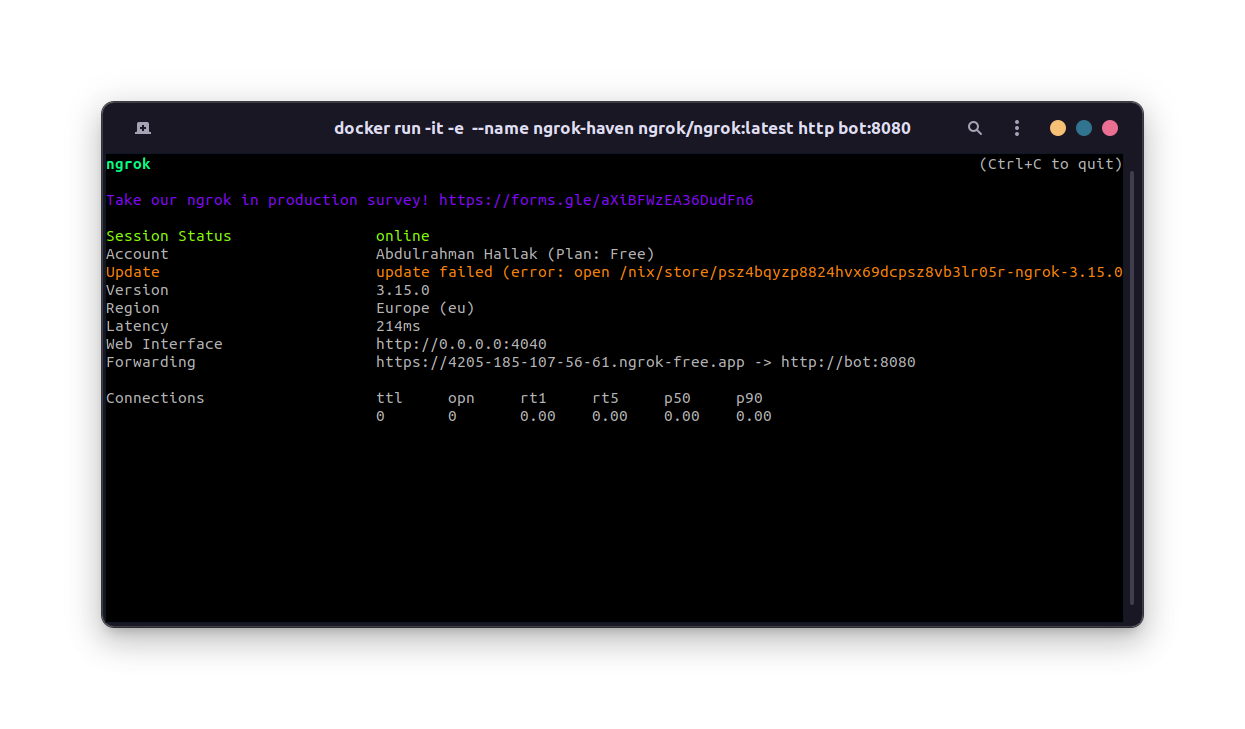 docker run -it -e --name ngrok-haven ngrok/ngrok:latest http bot:8080
ngrok (Ctrl+C to quit)
Take our ngrok in production survey! https://forms.gle/aXiBFWzEA36DudFn6
Session Status online
Account Abdulrahman Hallak (Plan: Free)
Update update failed (error: open /nix/store/psz4bqyzp8824hvx69dcpsz8vb3lr05r-ngrok-3.15.0
Version 3.15.0
Region Europe (eu)
Latency 214ms
Web Interface http://0.0.0.0:4040
Forwarding https://4205-185-107-56-61.ngrok-free.app -> http://bot:8080
Connections ttl opn rt1 rt5 p50 p90
0 0 0.00 0.00 0.00 0.00